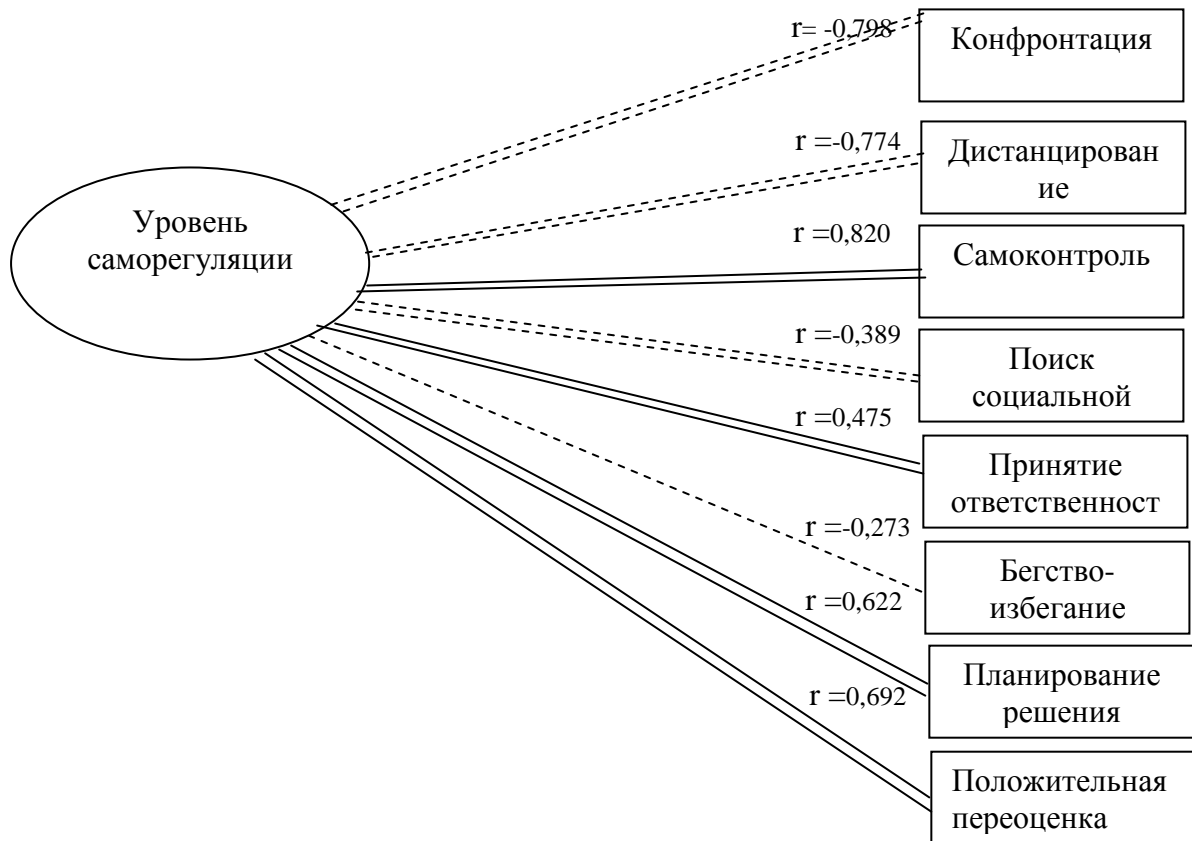 r= -0,798
Конфронтация
r =-0,774
Дистанцирован
ие
Уровень
саморегуляции
r =0,820
Самоконтроль
r =-0,389
Поиск
социальной
r =0,475
Принятие
ответственност
r =-0,273
Бегство-
избегание
r =0,622
Планирование
решения
r =0,692
Положительная
переоценка